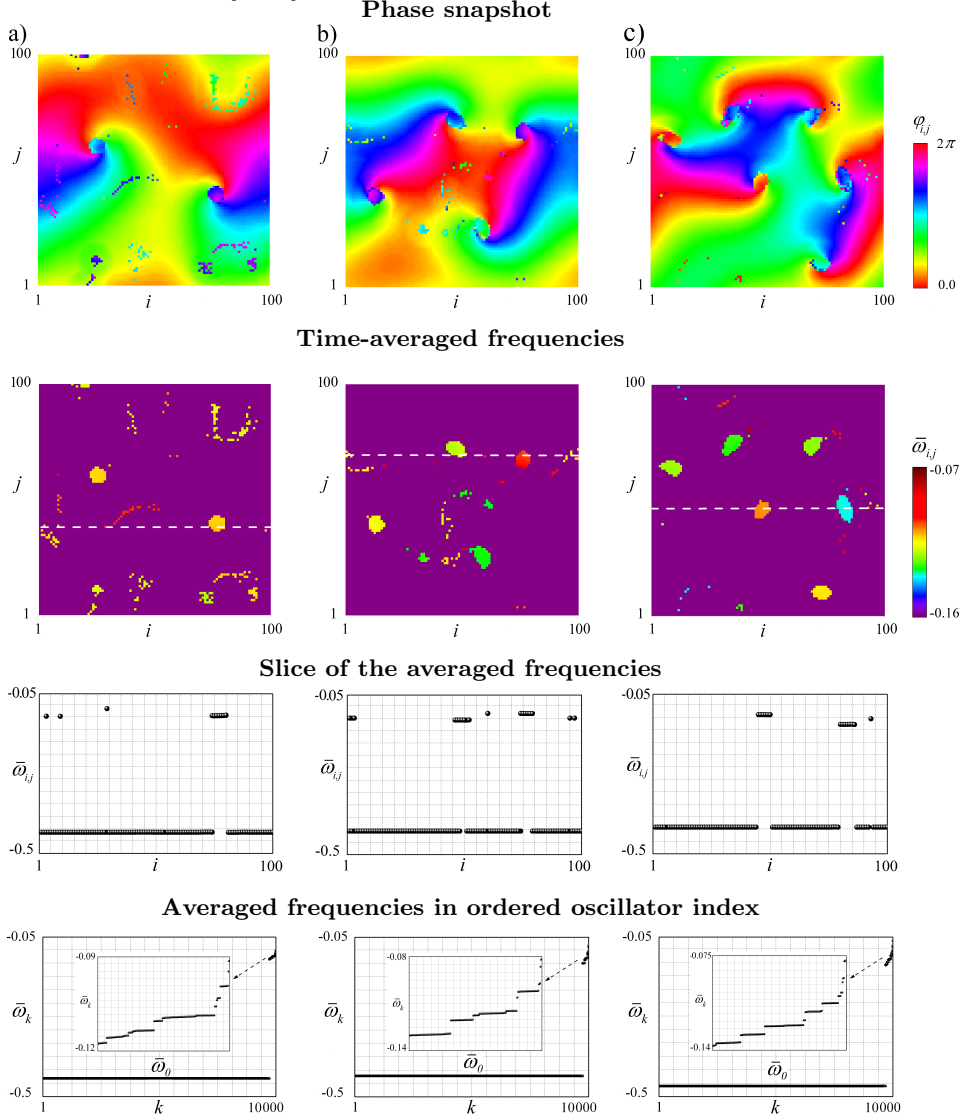 Phase snapshot
a) b) c)
100 100 100
j j j
φi,j
2π
0.0
1 1 1
1 i 100 1 i 100 1 i 100
Time-averaged frequencies
100 100 100
j j j
ω̄i,j
-0.07
-0.16
1 1 1
1 i 100 1 i 100 1 i 100
Slice of the averaged frequencies
-0.05 -0.05 -0.05
ω̄i,j ω̄i,j ω̄i,j
-0.5 -0.5 -0.5
1 i 100 1 i 100 1 i 100
Averaged frequencies in ordered oscillator index
-0.05 -0.05 -0.05
-0.09 -0.08 -0.075
ω̄k ω̄k ω̄k
ω̄k ω̄k ω̄k
-0.12 -0.14 -0.14
ω̄0 ω̄0 ω̄0
-0.5 -0.5 -0.5
1 k 10000 1 k 10000 1 k 10000